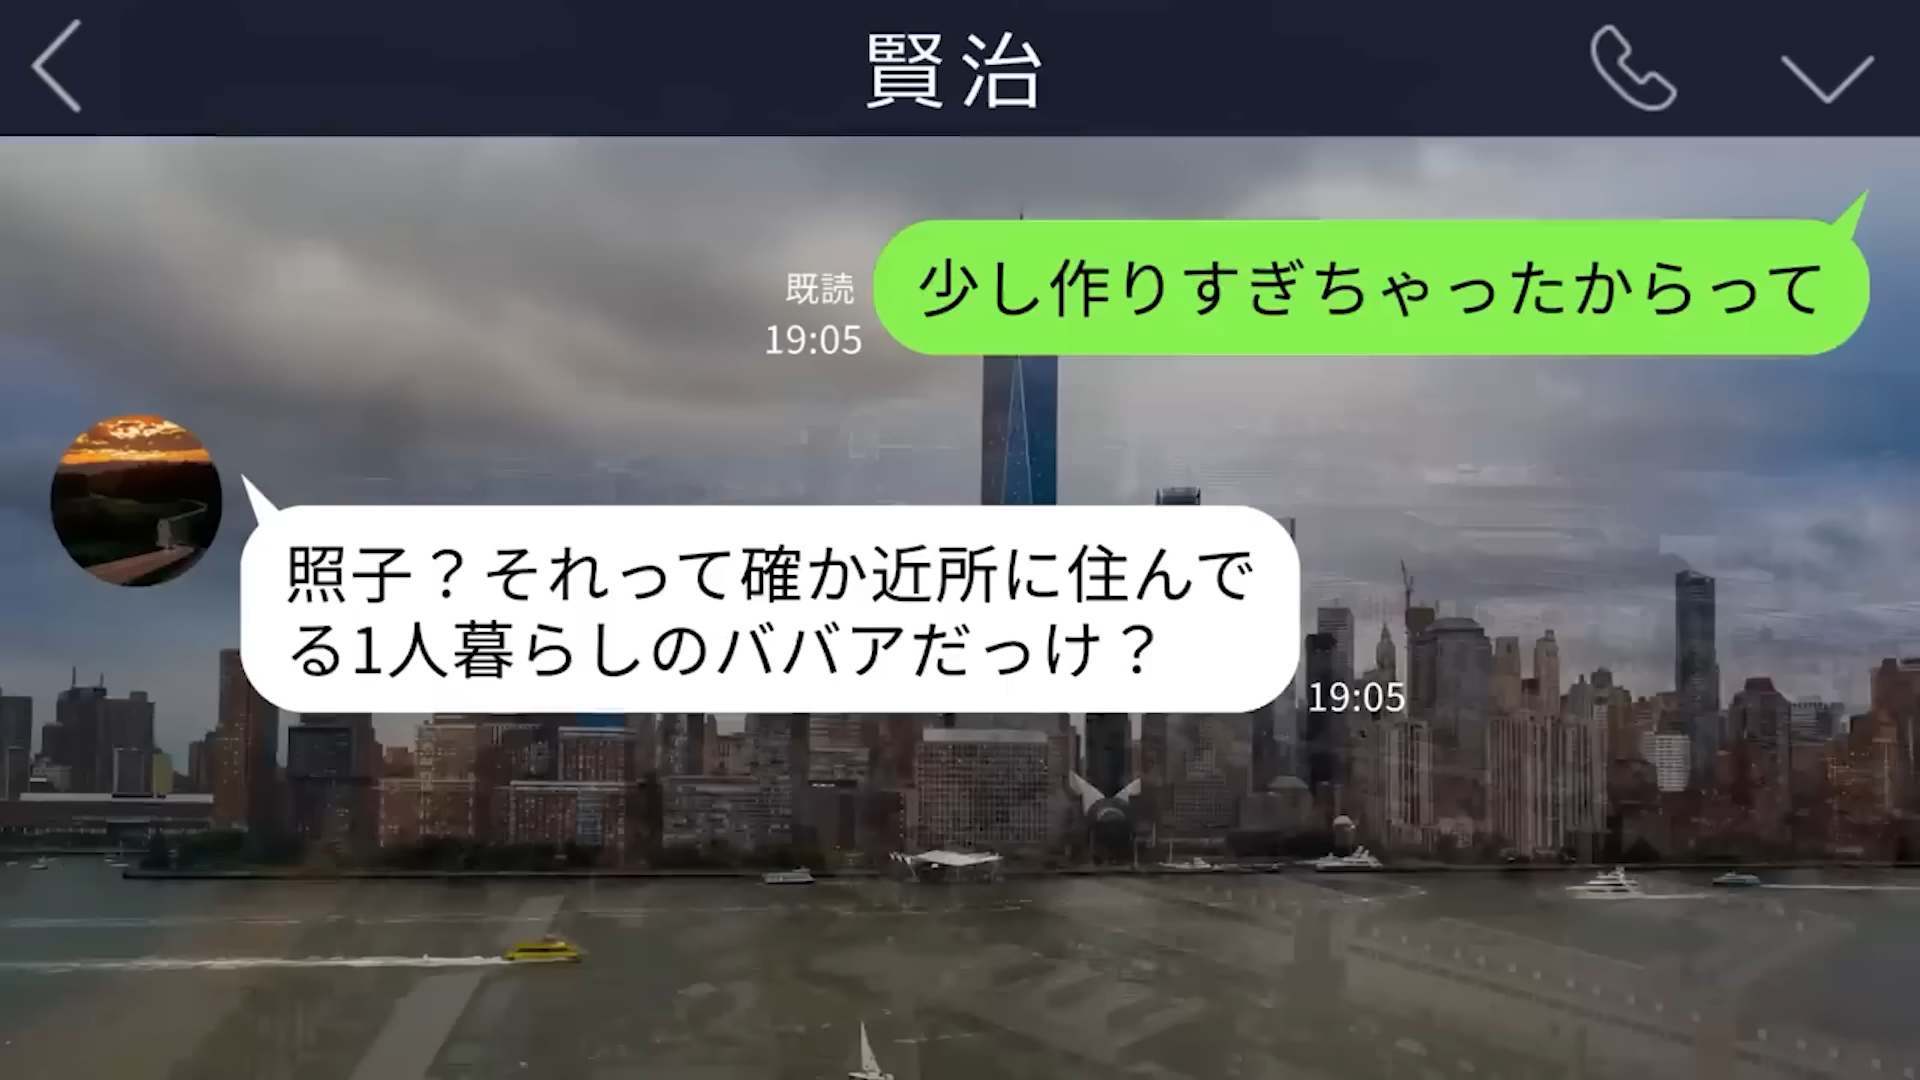 賢治
少し作りすぎちゃったからって
既読
19:05
照子？それって確か近所に住んで
る1人暮らしのババアだっけ？
19:05